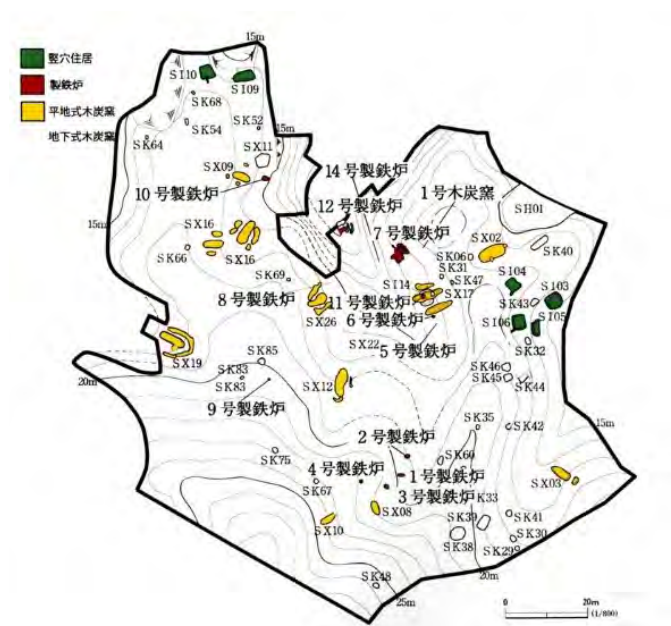 竪穴住居
製鉄炉
平地式木炭窯
地下式木炭窯
15m
SI10
SI09
SK68
SK54
SK52
SK64
15m
SX11
SX09
10号製鉄炉
14号製鉄炉
12号製鉄炉
7号製鉄炉
1号木炭窯
SH01
15m
SX16
SX16
SK66
SX02
SK40
SK06
SK31
SK47
SI04
SI03
SK69
8号製鉄炉
11号製鉄炉
SI14
SX17
SK43
SI05
SI06
6号製鉄炉
SX26
SX22
5号製鉄炉
SK32
SX19
20m
SK85
SK83
SK83
SX12
SK46
SK45
SK44
9号製鉄炉
SK35
SK42
15m
2号製鉄炉
SK75
4号製鉄炉
SK60
1号製鉄炉
SK67
3号製鉄炉
K33
SX03
SX10
SX08
SK39
SK38
SK41
SK30
SK29
20m
SK48
25m
0
20m
(1/800)